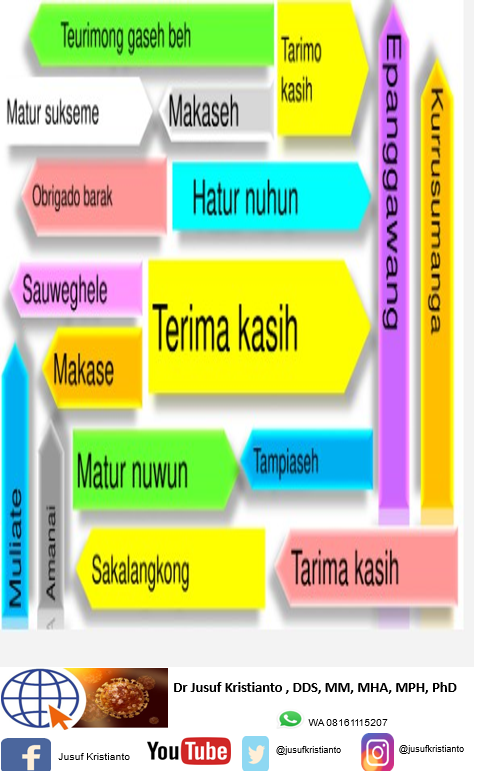 Teurimong gaseh beh
Tarimo
kasih
Epanggawang
Kurrusumanga
Matur sukseme
Makaseh
Obrigado barak
Hatur nuhun
Sauweghele
Terima kasih
Makase
Muliate
Amanai
Matur nuwun
Tampiaseh
Sakalangkong
Tarima kasih
A
Dr Jusuf Kristianto , DDS, MM, MHA, MPH, PhD
WA 08161115207
f
Jusuf Kristianto
YouTube
@jusufkristianto
@jusufkristianto